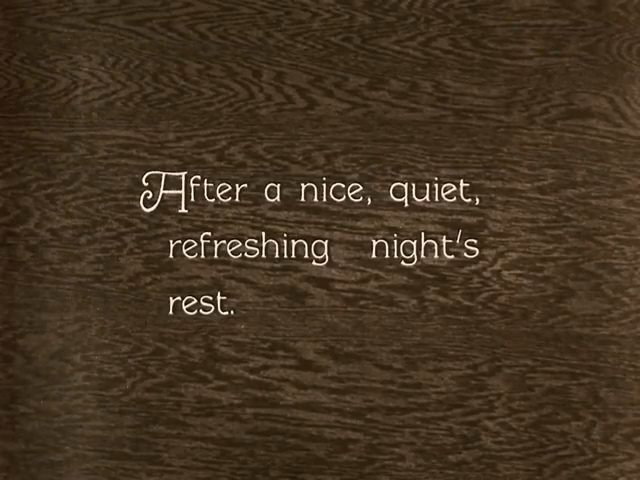 After a nice, quiet,
refreshing night's
rest.